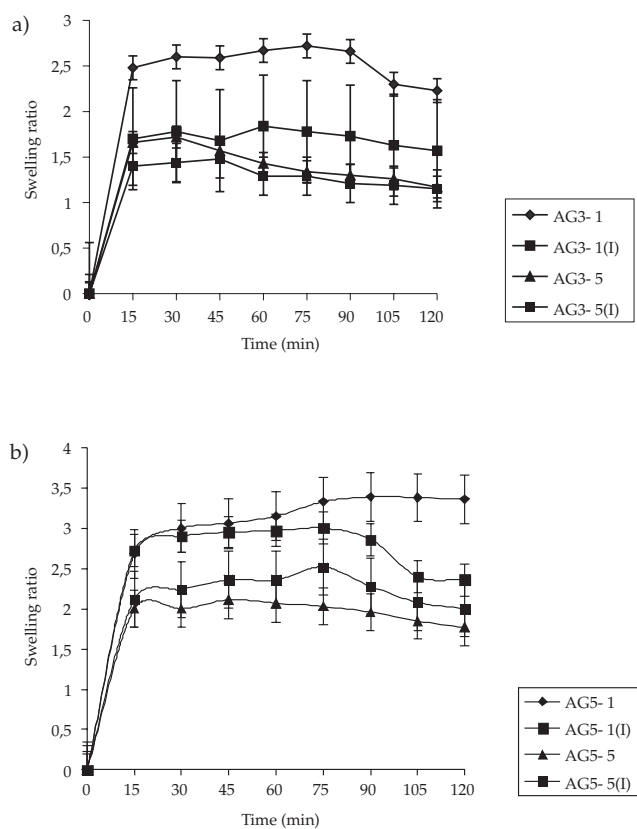 a)
3
2,5
2
1,5
1
0,5
0
Swelling ratio
0 15 30 45 60 75 90 105 120
Time (min)
AG3- 1
AG3- 1(I)
AG3- 5
AG3- 5(I)
b)
4
3,5
3
2,5
2
1,5
1
0,5
0
Swelling ratio
0 15 30 45 60 75 90 105 120
Time (min)
AG5- 1
AG5- 1(I)
AG5- 5
AG5- 5(I)